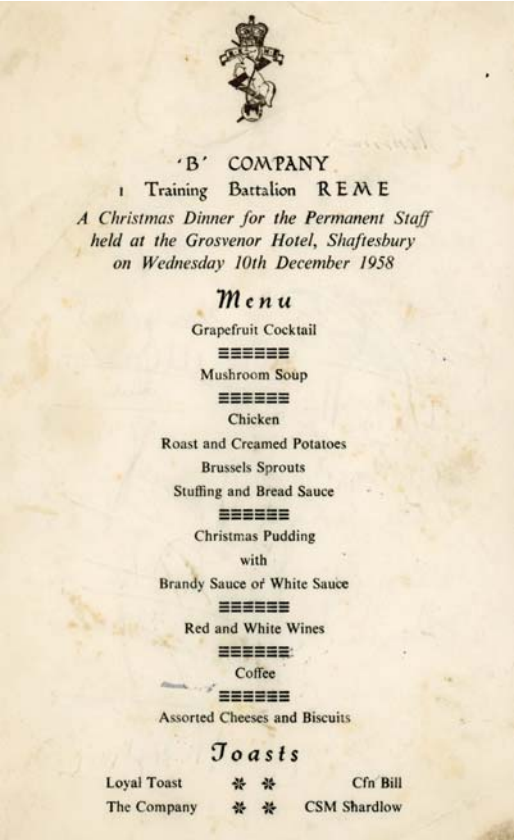 R E M E
'B' COMPANY
1 Training Battalion REME
A Christmas Dinner for the Permanent Staff
held at the Grosvenor Hotel, Shaftesbury
on Wednesday 10th December 1958
Menu
Grapefruit Cocktail
Mushroom Soup
Chicken
Roast and Creamed Potatoes
Brussels Sprouts
Stuffing and Bread Sauce
Christmas Pudding
with
Brandy Sauce or White Sauce
Red and White Wines
Coffee
Assorted Cheeses and Biscuits
Toasts
Loyal Toast Cfn Bill
The Company CSM Shardlow